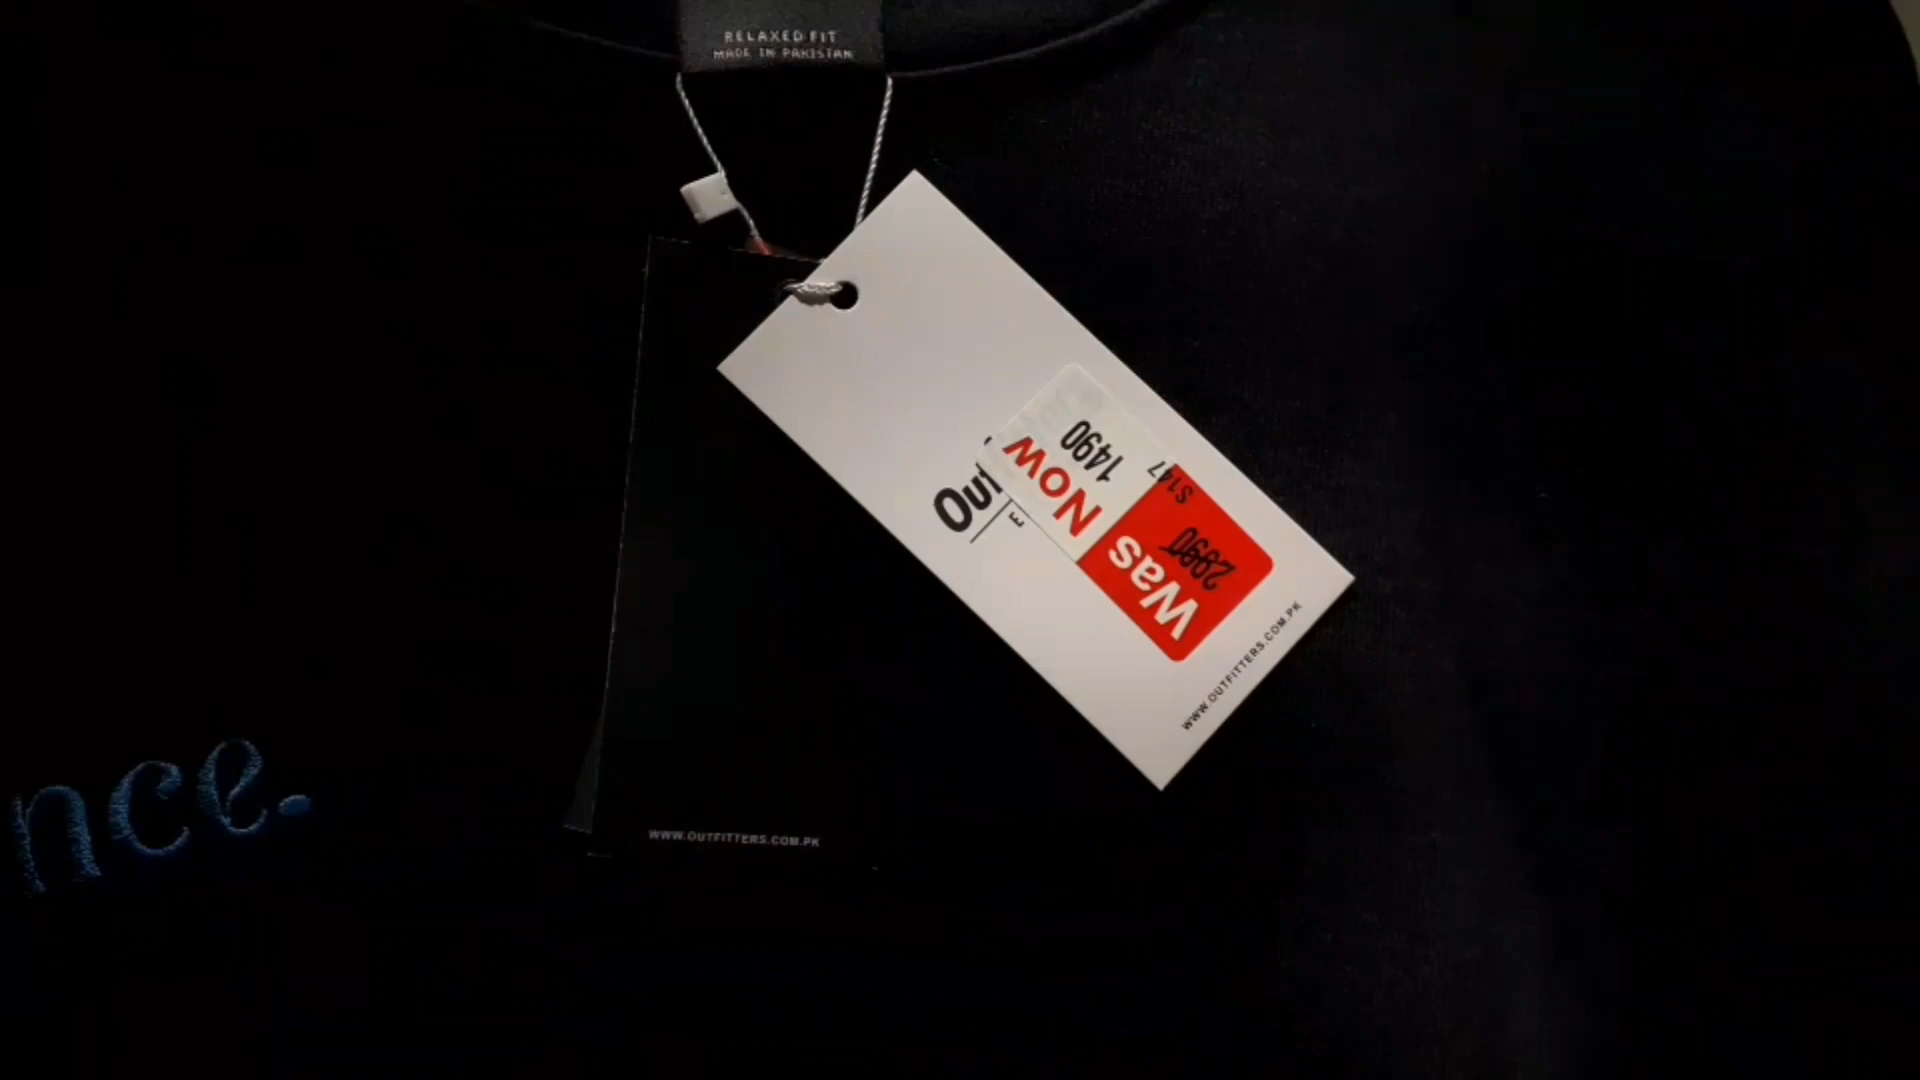 RELAXED FIT
MADE IN PAKISTAN
Was
2990
Now
1490
S147
Out
E
WWW.OUTFITTERS.COM.PK
WWW.OUTFITTERS.COM.PK
nce.